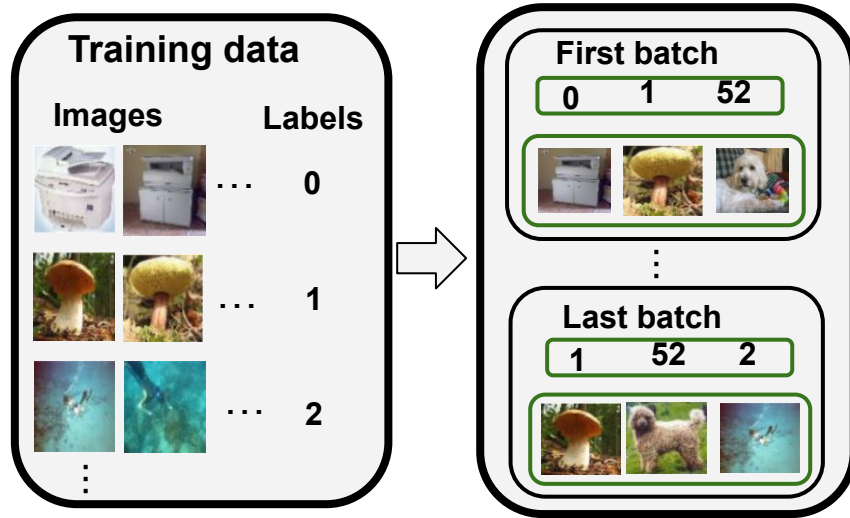 Training data
Images Labels
... 0
... 1
... 2
⋮
First batch
0 1 52
⋮
Last batch
1 52 2